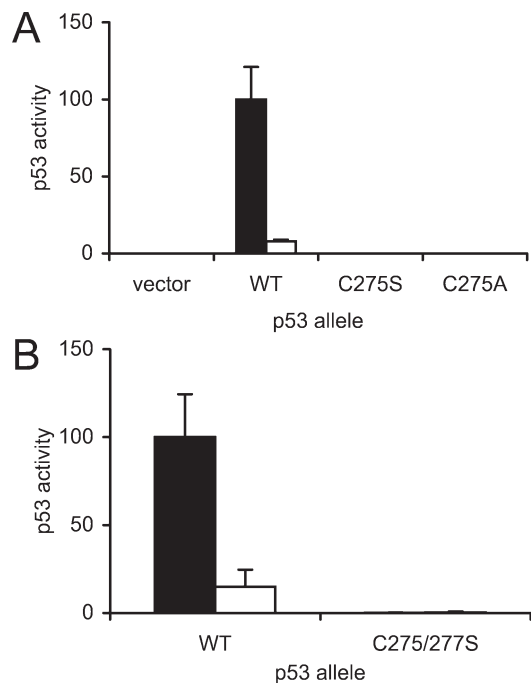 A
150
100
50
0
p53 activity
vector WT C275S C275A
p53 allele
B
150
100
50
0
p53 activity
WT C275/277S
p53 allele